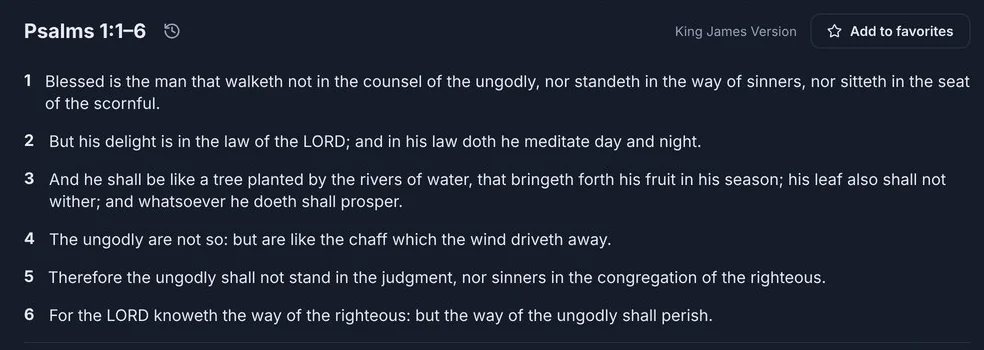 Psalms 1:1–6
King James Version
Add to favorites
1 Blessed is the man that walketh not in the counsel of the ungodly, nor standeth in the way of sinners, nor sitteth in the seat
of the scornful.
2 But his delight is in the law of the LORD; and in his law doth he meditate day and night.
3 And he shall be like a tree planted by the rivers of water, that bringeth forth his fruit in his season; his leaf also shall not
wither; and whatsoever he doeth shall prosper.
4 The ungodly are not so: but are like the chaff which the wind driveth away.
5 Therefore the ungodly shall not stand in the judgment, nor sinners in the congregation of the righteous.
6 For the LORD knoweth the way of the righteous: but the way of the ungodly shall perish.